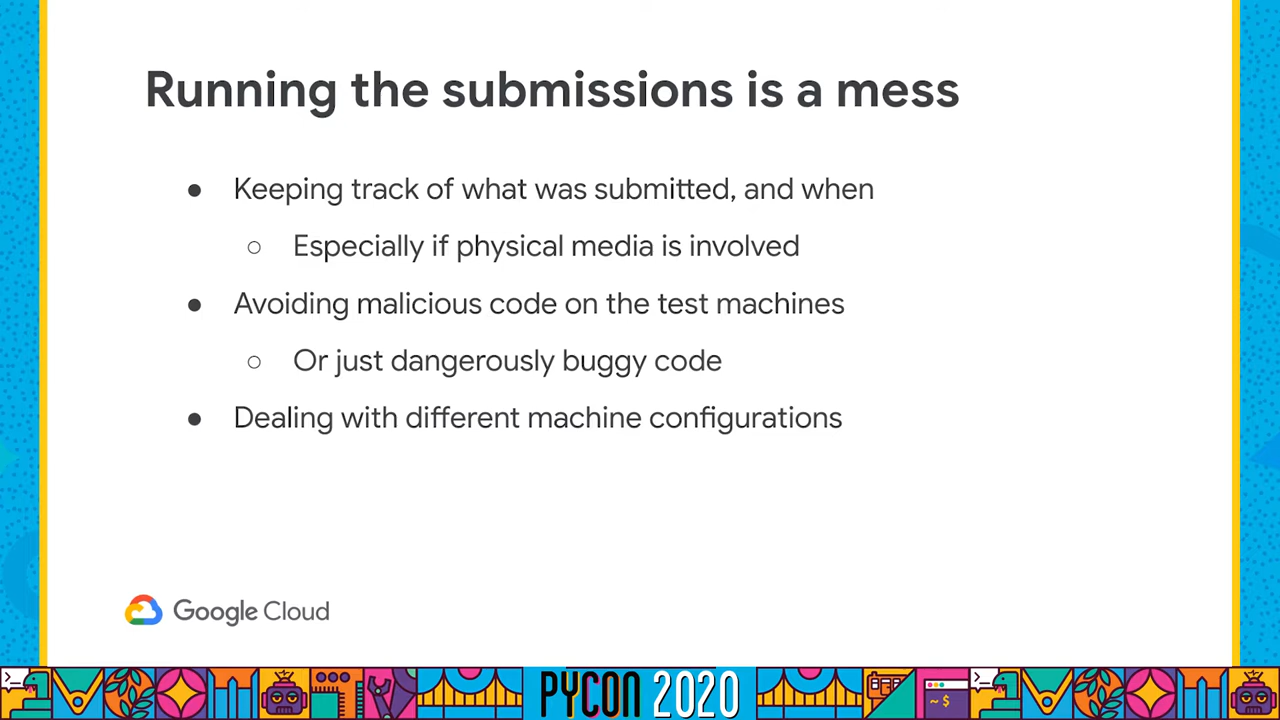 Running the submissions is a mess
● Keeping track of what was submitted, and when
○ Especially if physical media is involved
● Avoiding malicious code on the test machines
○ Or just dangerously buggy code
● Dealing with different machine configurations
Google Cloud
PYCON 2020
~ $